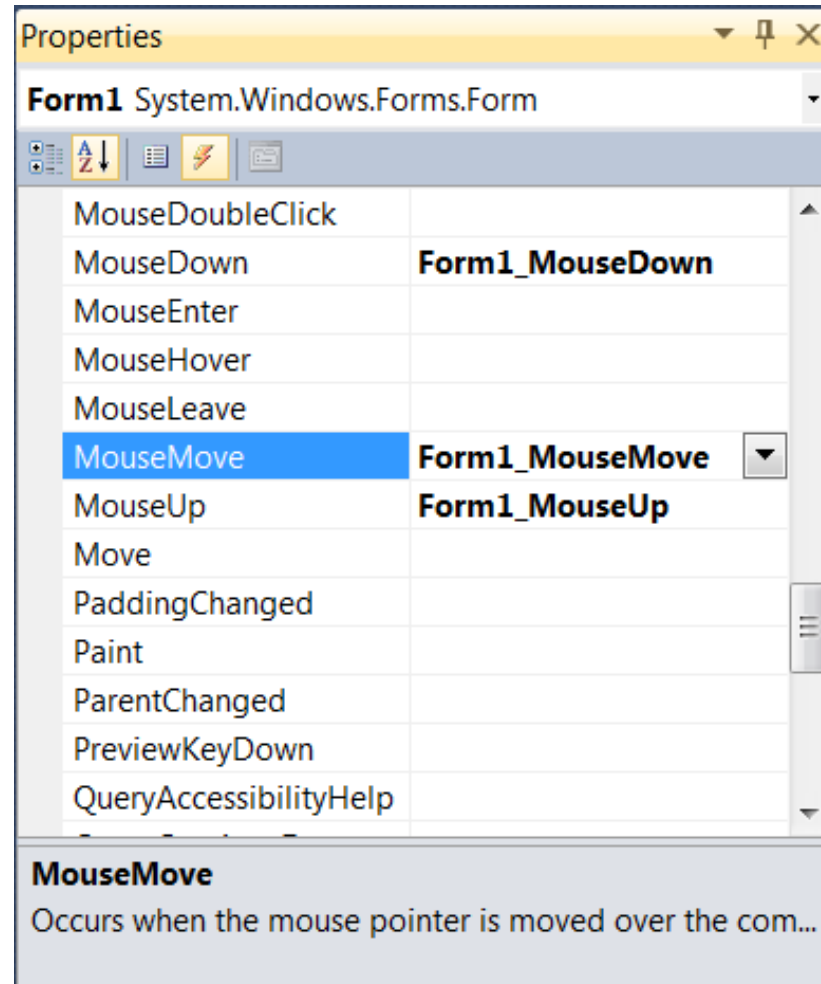 Properties
Form1 System.Windows.Forms.Form
MouseDoubleClick
MouseDown Form1_MouseDown
MouseEnter
MouseHover
MouseLeave
MouseMove Form1_MouseMove
MouseUp Form1_MouseUp
Move
PaddingChanged
Paint
ParentChanged
PreviewKeyDown
QueryAccessibilityHelp
MouseMove
Occurs when the mouse pointer is moved over the com...